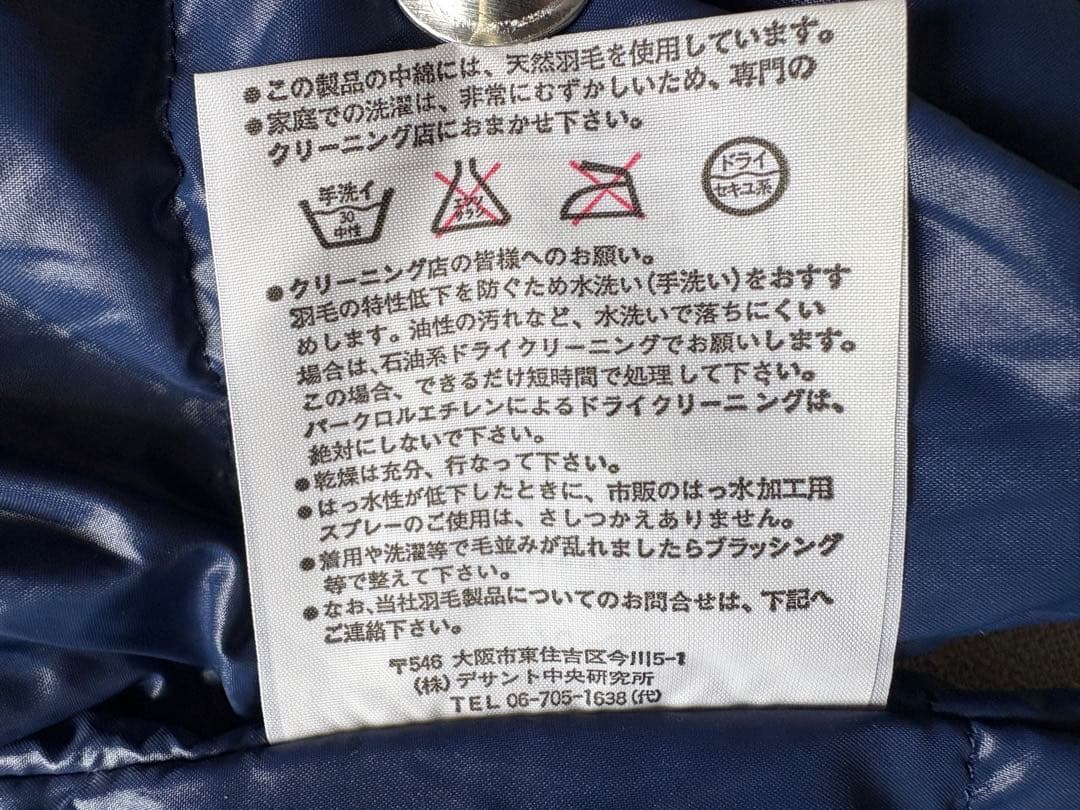 ●この製品の中綿には、天然羽毛を使用しています。
●家庭での洗濯は、非常にむずかしいため、専門の
クリーニング店におまかせ下さい。
手洗イ
30
中性
エンソ
サラシ
ドライ
セキユ系
●クリーニング店の皆様へのお願い。
羽毛の特性低下を防ぐため水洗い(手洗い)をおすす
めします。油性の汚れなど、水洗いで落ちにくい
場合は、石油系ドライクリーニングでお願いします。
この場合、できるだけ短時間で処理して下さい。
パークロルエチレンによるドライクリーニングは、
絶対にしないで下さい。
●乾燥は充分、行なって下さい。
●はっ水性が低下したときに、市販のはっ水加工用
スプレーのご使用は、さしつかえありません。
●着用や洗濯等で毛並みが乱れましたらブラッシング
等で整えて下さい。
●なお、当社羽毛製品についてのお問合せは、下記へ
ご連絡下さい。
〒546 大阪市東住吉区今川5-1
(株)デサント中央研究所
TEL 06-705-1638(代)